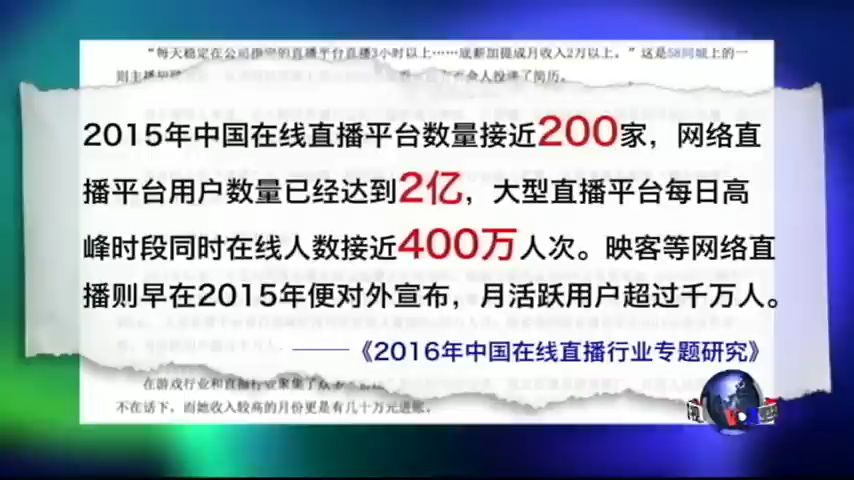 “每天稳定在公司指定的直播平台直播3小时以上……底薪加提成月收入2万以上。”这是58同城上的一
则主播招聘
人投递了简历。
2015年中国在线直播平台数量接近200家，网络直
播平台用户数量已经达到2亿，大型直播平台每日高
峰时段同时在线人数接近400万人次。映客等网络直
播则早在2015年便对外宣布，月活跃用户超过千万人。
——《2016年中国在线直播行业专题研究》
在游戏行业和直播行业聚集了众多
不在话下，而她收入较高的月份更是有几十万元进账。
VOA